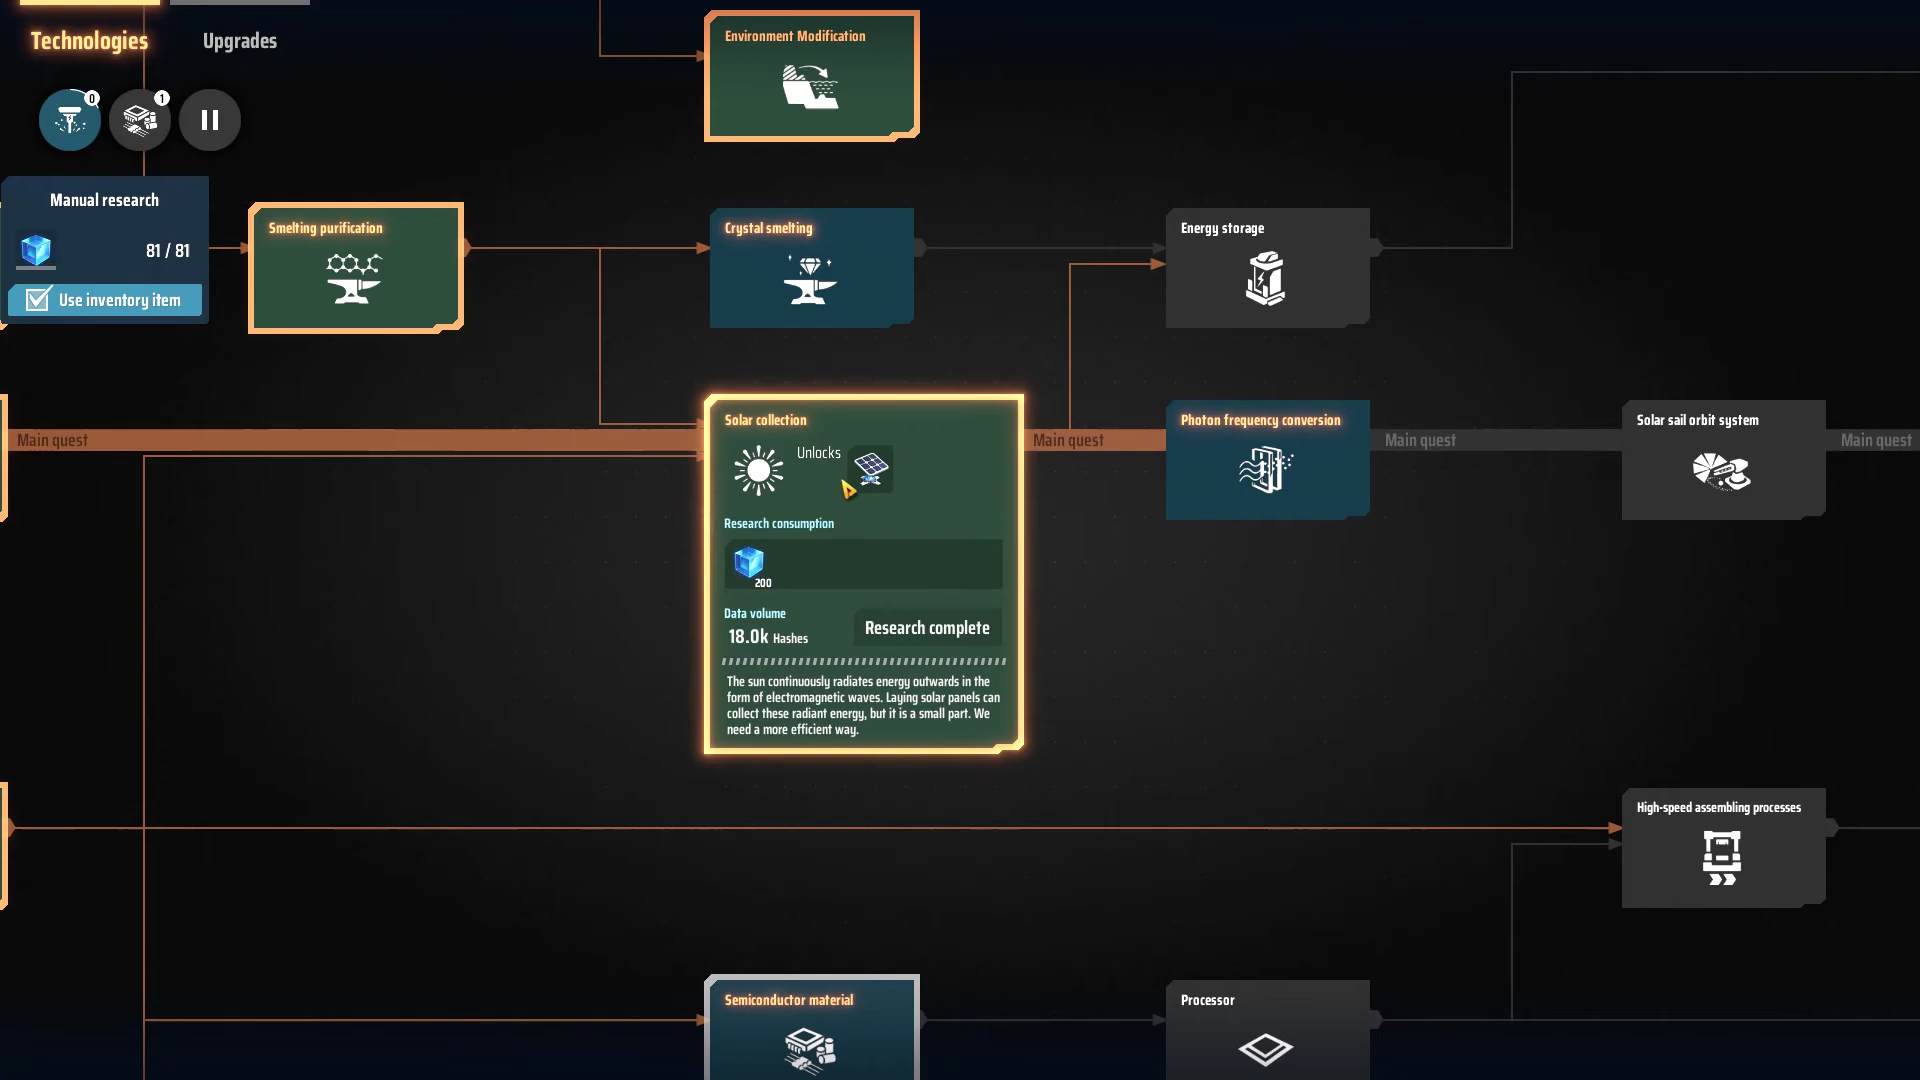 Technologies
Upgrades
Environment Modification
0
1
Manual research
81 / 81
Use inventory item
Smelting purification
Crystal smelting
Energy storage
Main quest
Solar collection
Unlocks
Research consumption
200
Data volume
18.0k Hashes
Research complete
The sun continuously radiates energy outwards in the
form of electromagnetic waves. Laying solar panels can
collect these radiant energy, but it is a small part. We
need a more efficient way.
Main quest
Photon frequency conversion
Main quest
Solar sail orbit system
Main quest
High-speed assembling processes
Semiconductor material
Processor